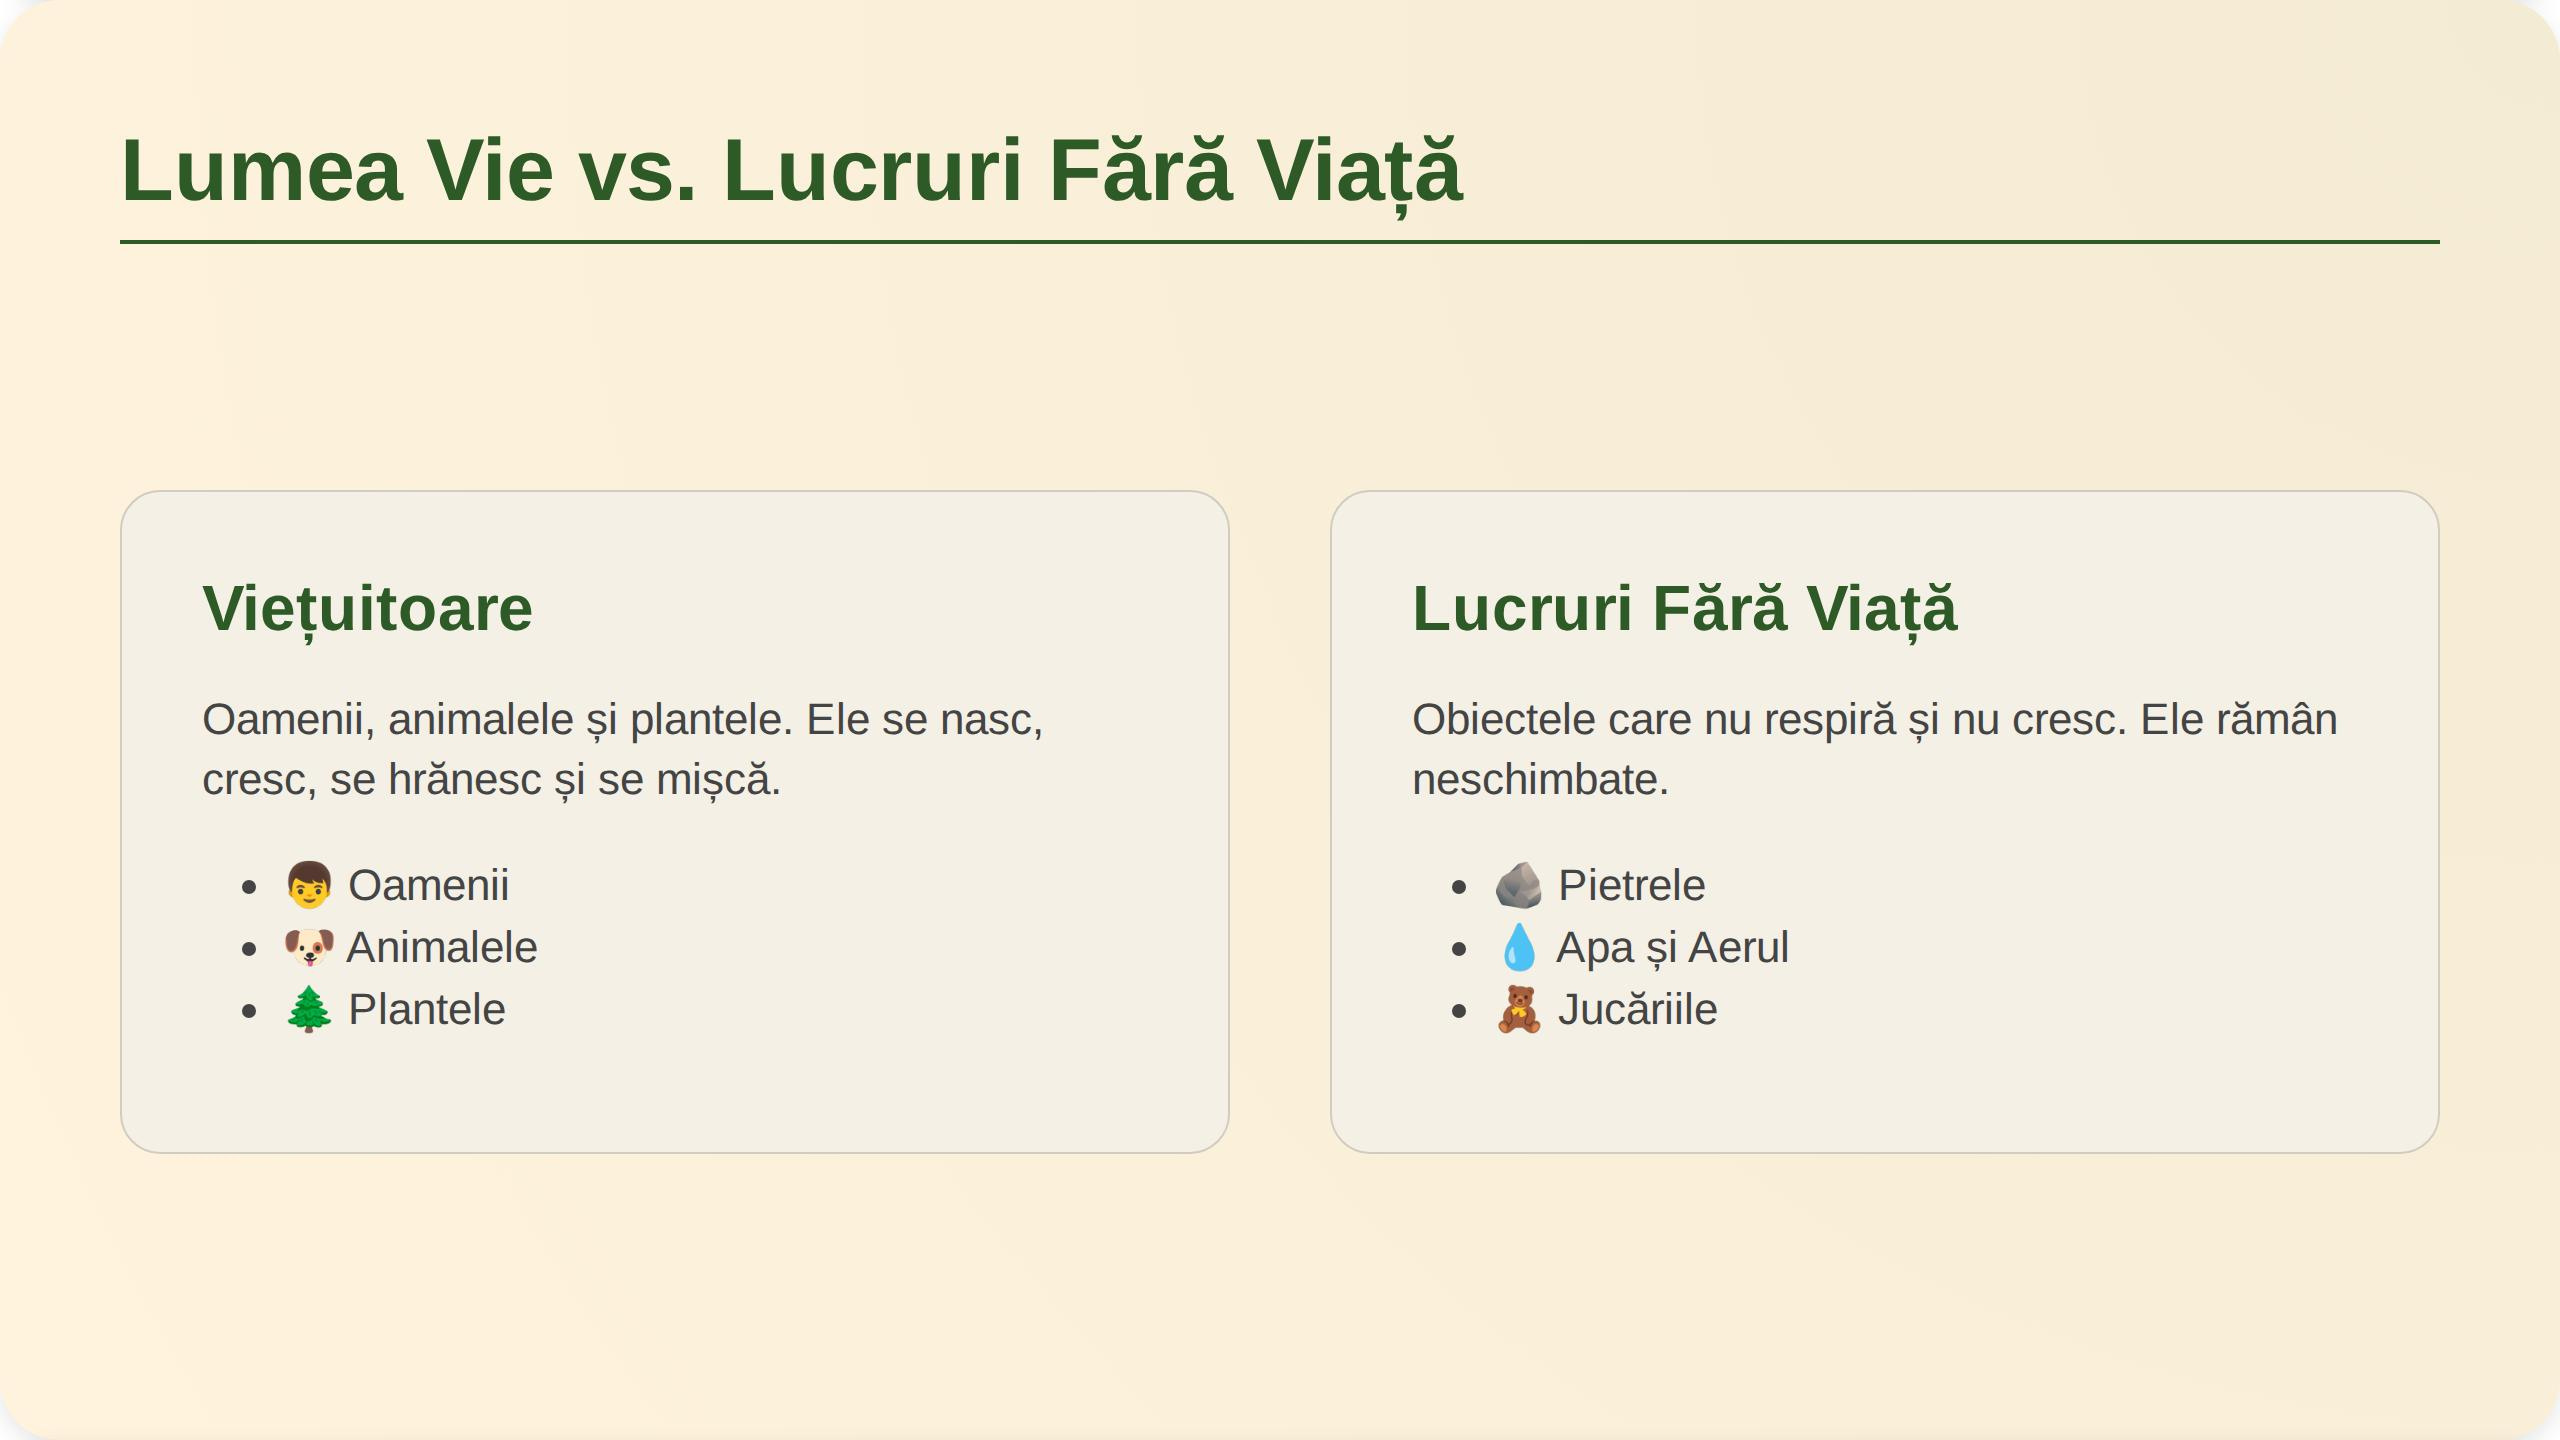 Lumea Vie vs. Lucruri Fără Viață
Viețuitoare
Oamenii, animalele și plantele. Ele se nasc,
cresc, se hrănesc și se mișcă.
• 👦 Oamenii
• 🐶 Animalele
• 🌲 Plantele
Lucruri Fără Viață
Obiectele care nu respiră și nu cresc. Ele rămân
neschimbate.
• 🪨 Pietrele
• 💧 Apa și Aerul
• 🧸 Jucăriile